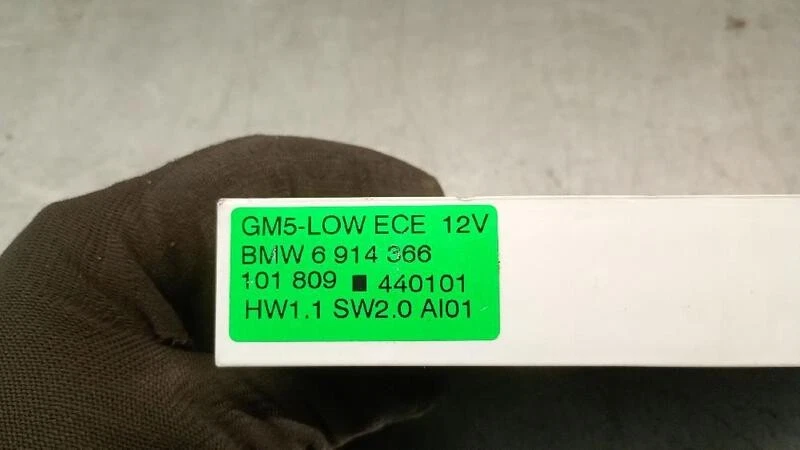 GM5-LOW ECE 12V
BMW 6 914 366
101 809 ■ 440101
HW1.1 SW2.0 AI01